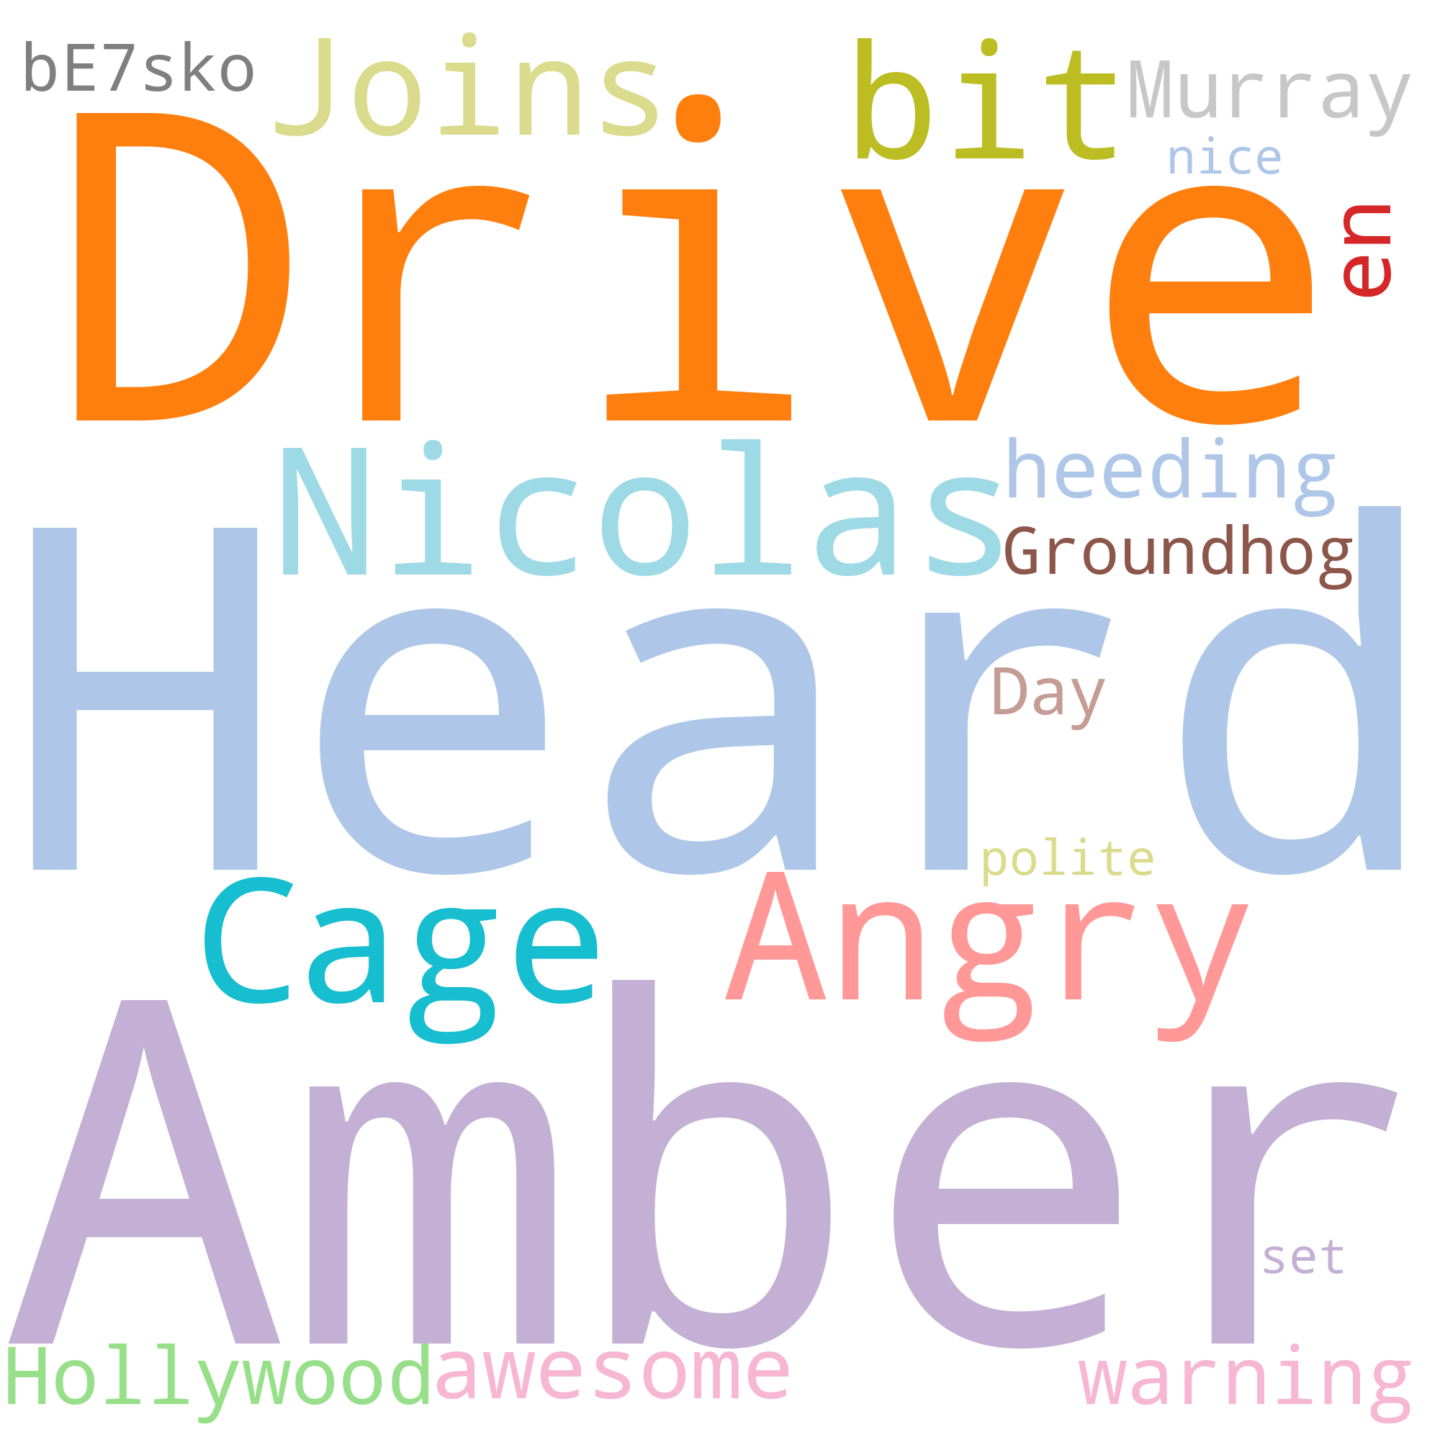 bE7sko Joins bit Murray
nice
Drive en
Nicolas heeding
Groundhog
Heard
Day
polite
Cage Angry
Amber
set
Hollywood awesome warning